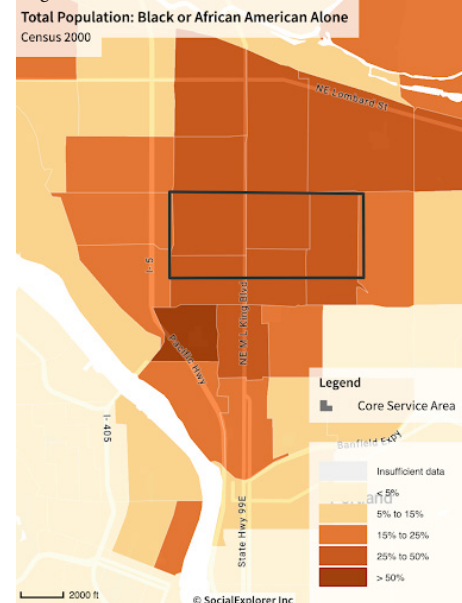 Total Population: Black or African American Alone
Census 2000
NE Lombard St
I-5
NE M L King Blvd
Pacific Hwy
Legend
Core Service Area
I-405
Banfield Expy
Insufficient data
< 5%
5% to 15%
15% to 25%
25% to 50%
> 50%
State Hwy 99E
2000 ft
© SocialExplorer Inc